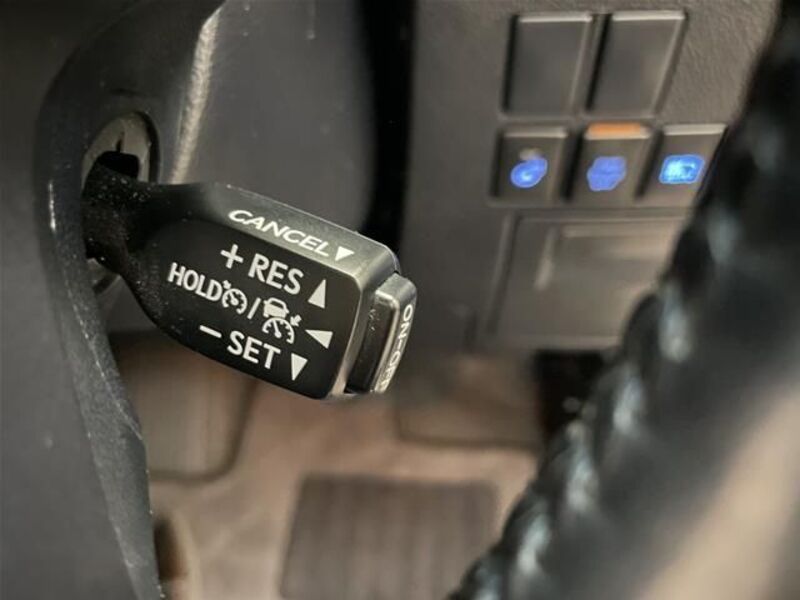 CANCEL▼
+ RES ▲
HOLD /
− SET ▼
ON-OFF